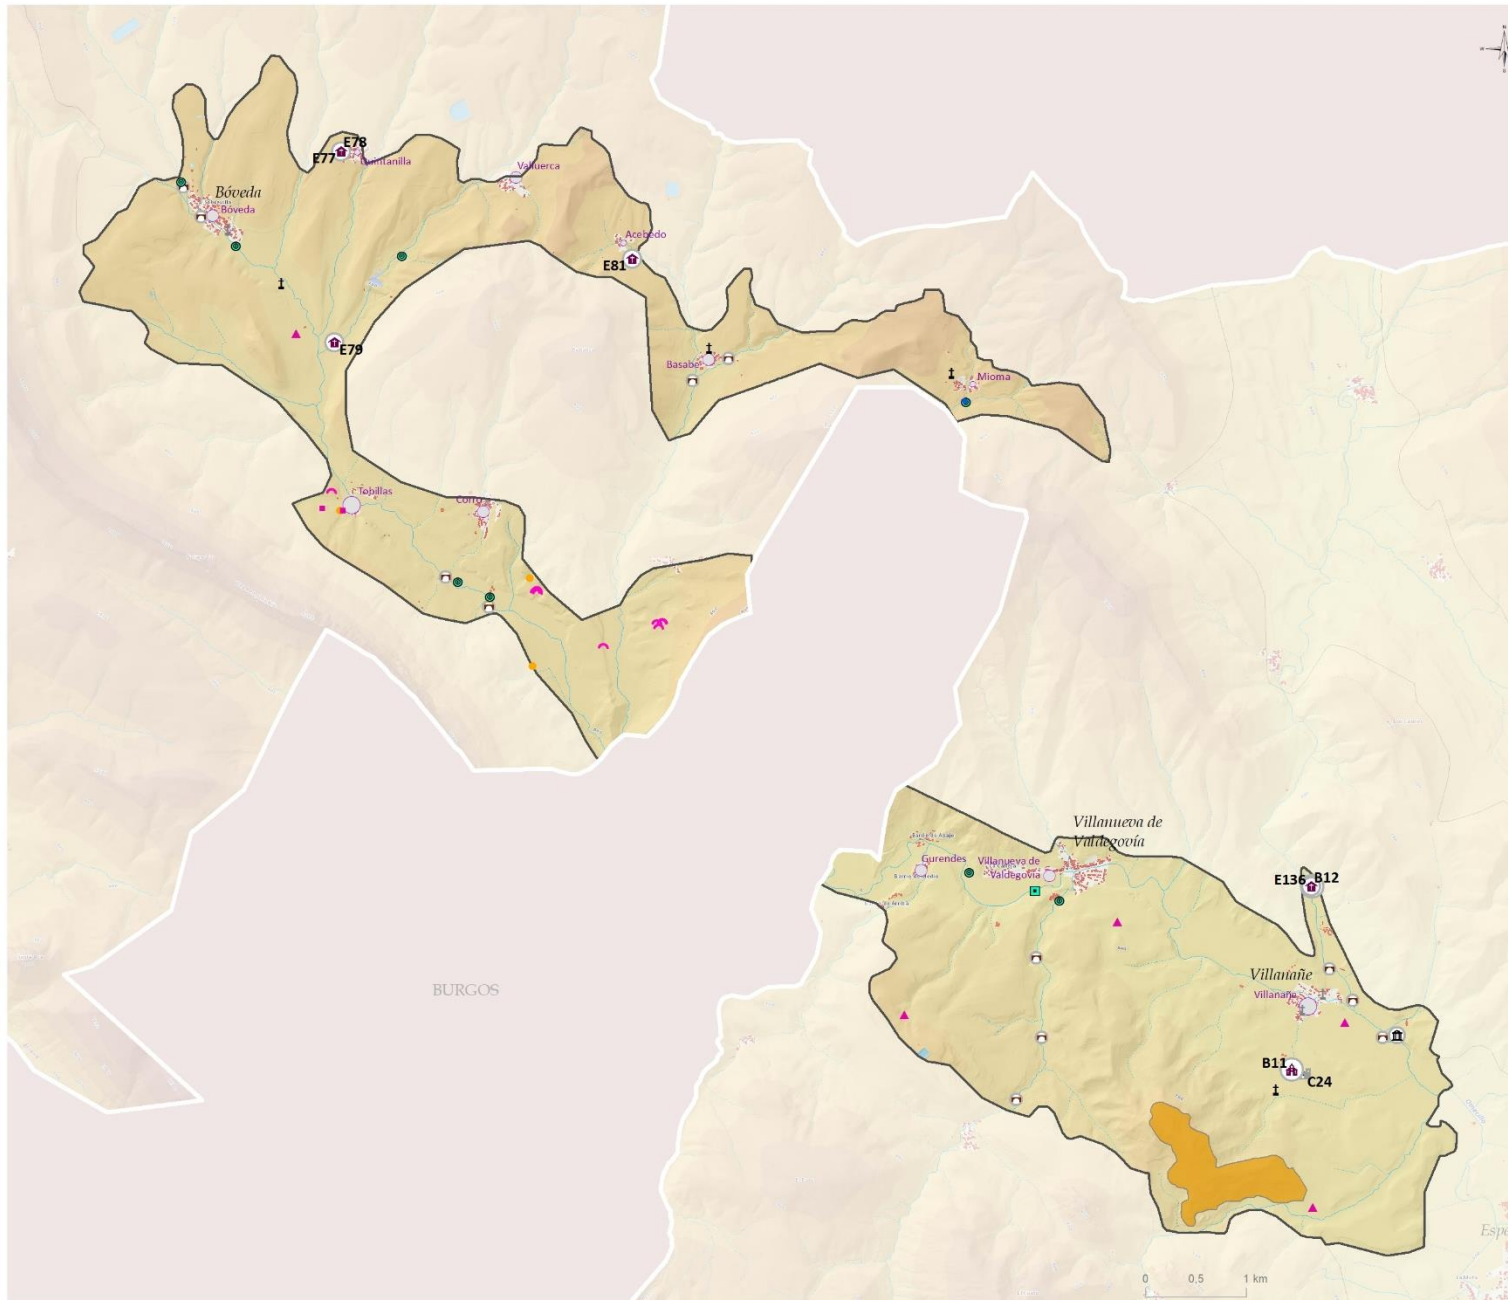 E78
E77
Quintanilla
Valluerca
Bóveda
Bóveda
Acebedo
E81
E79
Basabe
Mioma
Tobillas
Corro
Villanueva de
Valdegovía
Gurendes
Villanueva de
Valdegovía
E136
B12
Villanañe
Villanañe
B11
C24
BURGOS
0 0.5 1 km